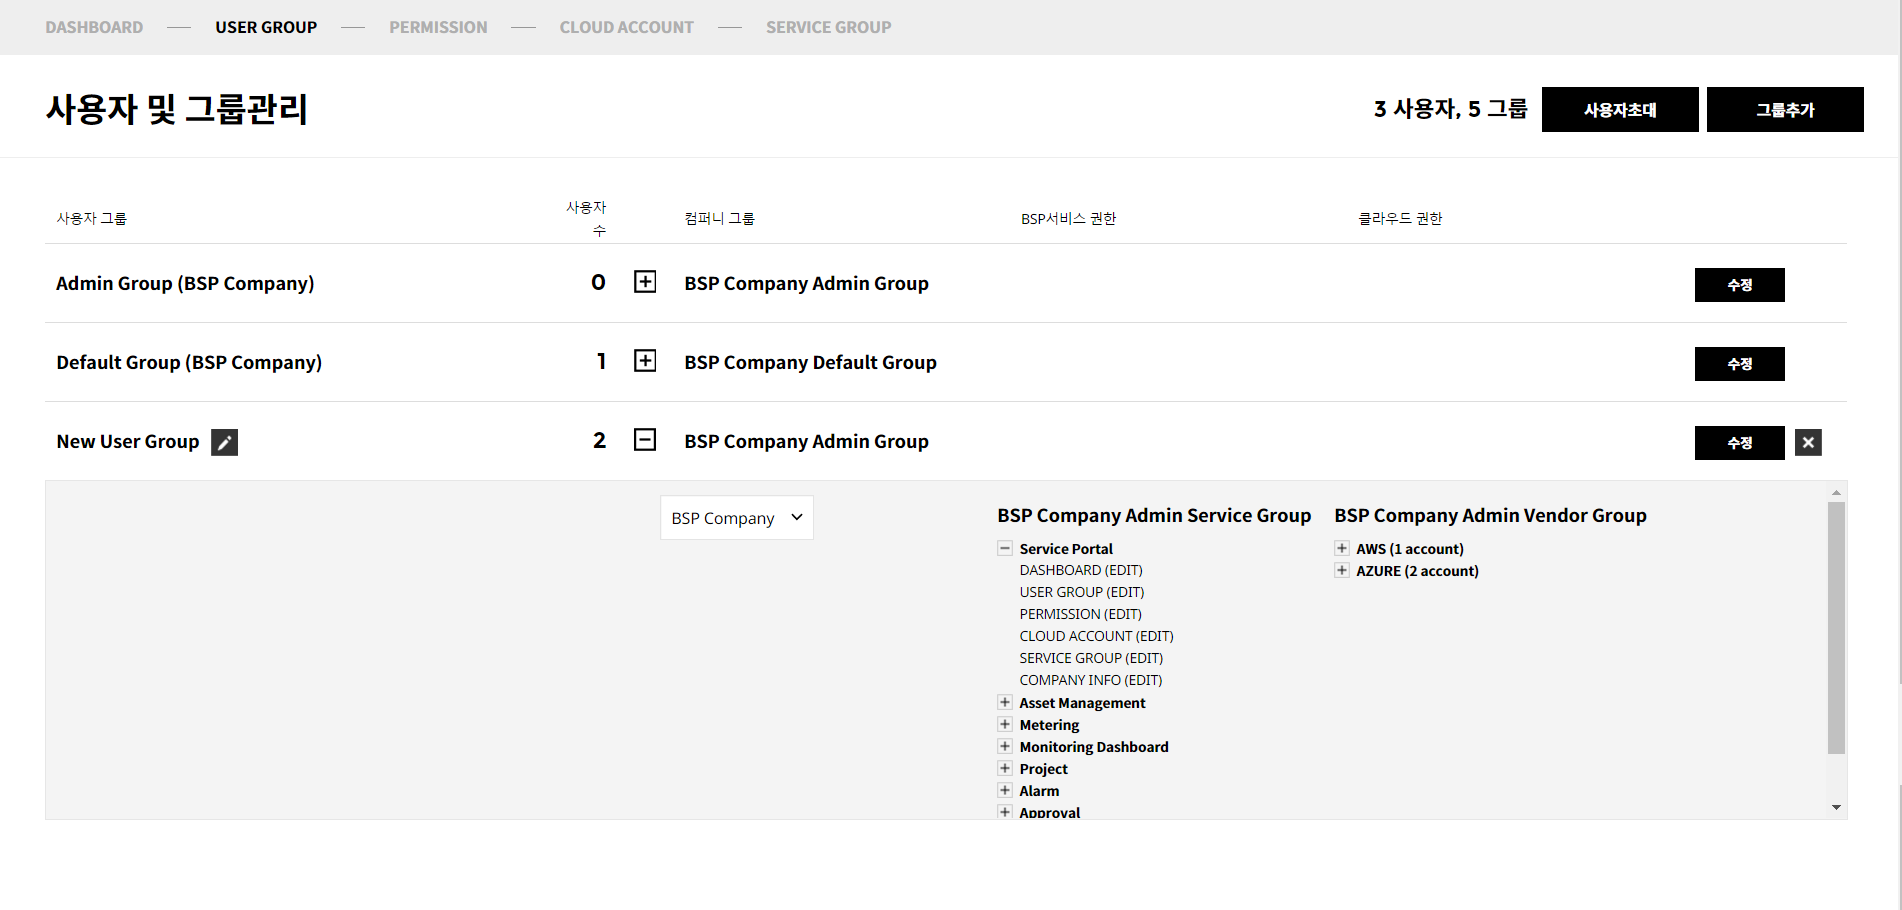 DASHBOARD USER GROUP PERMISSION CLOUD ACCOUNT SERVICE GROUP
사용자 및 그룹관리
3 사용자, 5 그룹 사용자초대 그룹추가
사용자 그룹 사용자 수 컴퍼니 그룹 BSP서비스 권한 클라우드 권한
Admin Group (BSP Company) 0 BSP Company Admin Group 수정
Default Group (BSP Company) 1 BSP Company Default Group 수정
New User Group 2 BSP Company Admin Group 수정
BSP Company
BSP Company Admin Service Group
Service Portal
DASHBOARD (EDIT)
USER GROUP (EDIT)
PERMISSION (EDIT)
CLOUD ACCOUNT (EDIT)
SERVICE GROUP (EDIT)
COMPANY INFO (EDIT)
Asset Management
Metering
Monitoring Dashboard
Project
Alarm
Approval
BSP Company Admin Vendor Group
AWS (1 account)
AZURE (2 account)